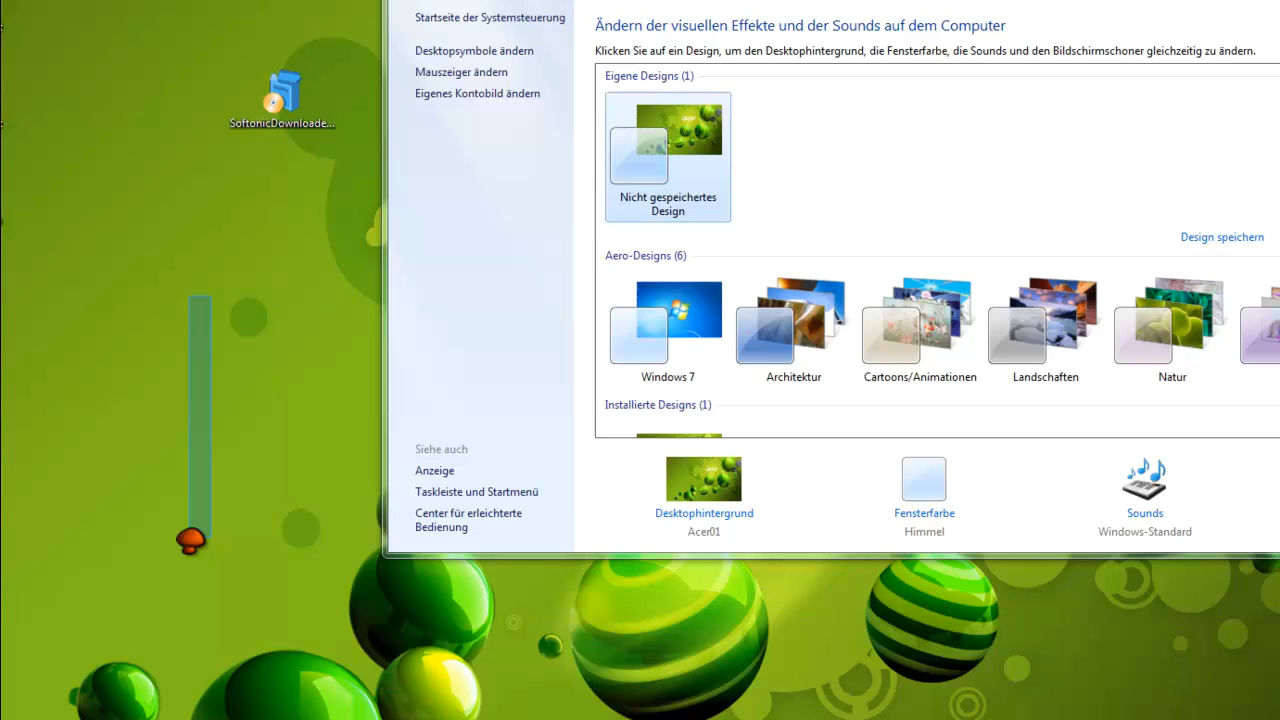 SoftonicDownloade...
Startseite der Systemsteuerung
Desktopsymbole ändern
Mauszeiger ändern
Eigenes Kontobild ändern
Siehe auch
Anzeige
Taskleiste und Startmenü
Center für erleichterte
Bedienung
Ändern der visuellen Effekte und der Sounds auf dem Computer
Klicken Sie auf ein Design, um den Desktophintergrund, die Fensterfarbe, die Sounds und den Bildschirmschoner gleichzeitig zu ändern.
Eigene Designs (1)
Nicht gespeichertes
Design
Design speichern
Aero-Designs (6)
Windows 7
Architektur
Cartoons/Animationen
Landschaften
Natur
Installierte Designs (1)
Desktophintergrund
Acer01
Fensterfarbe
Himmel
Sounds
Windows-Standard